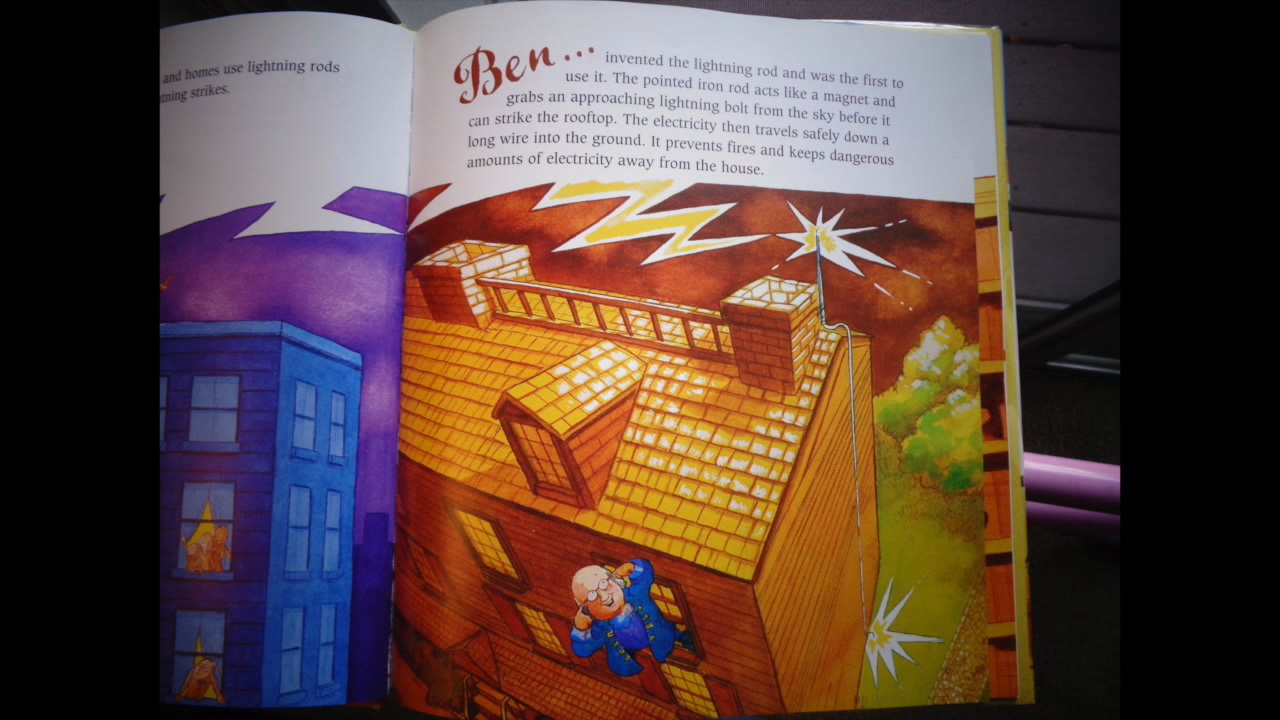 and homes use lightning rods
strikes.
Ben... invented the lightning rod and was the first to
use it. The pointed iron rod acts like a magnet and
grabs an approaching lightning bolt from the sky before it
can strike the rooftop. The electricity then travels safely down a
long wire into the ground. It prevents fires and keeps dangerous
amounts of electricity away from the house.